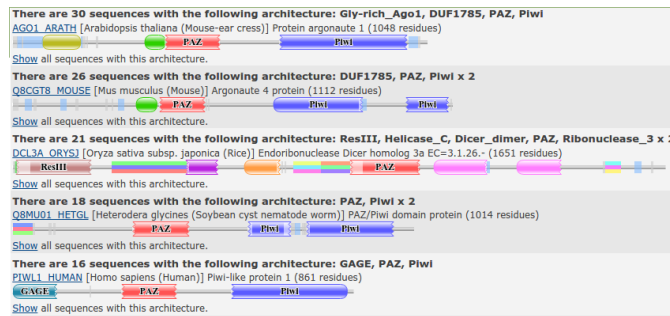 There are 30 sequences with the following architecture: Gly-rich_Ago1, DUF1785, PAZ, Piwi
AGO1_ARATH [Arabidopsis thaliana (Mouse-ear cress)] Protein argonaute 1 (1048 residues)
PAZ Piwi
Show all sequences with this architecture.
There are 26 sequences with the following architecture: DUF1785, PAZ, Piwi x 2
Q8CGT8_MOUSE [Mus musculus (Mouse)] Argonaute 4 protein (1112 residues)
PAZ Piwi Piwi
Show all sequences with this architecture.
There are 21 sequences with the following architecture: ResIII, Helicase_C, Dicer_dimer, PAZ, Ribonuclease_3 x 2
DCL3A_ORYSJ [Oryza sativa subsp. japonica (Rice)] Endoribonuclease Dicer homolog 3a EC=3.1.26.- (1651 residues)
ResIII PAZ
Show all sequences with this architecture.
There are 18 sequences with the following architecture: PAZ, Piwi x 2
Q8MU01_HETGL [Heterodera glycines (Soybean cyst nematode worm)] PAZ/Piwi domain protein (1014 residues)
PAZ Piwi Piwi
Show all sequences with this architecture.
There are 16 sequences with the following architecture: GAGE, PAZ, Piwi
PIWL1_HUMAN [Homo sapiens (Human)] Piwi-like protein 1 (861 residues)
GAGE PAZ Piwi
Show all sequences with this architecture.